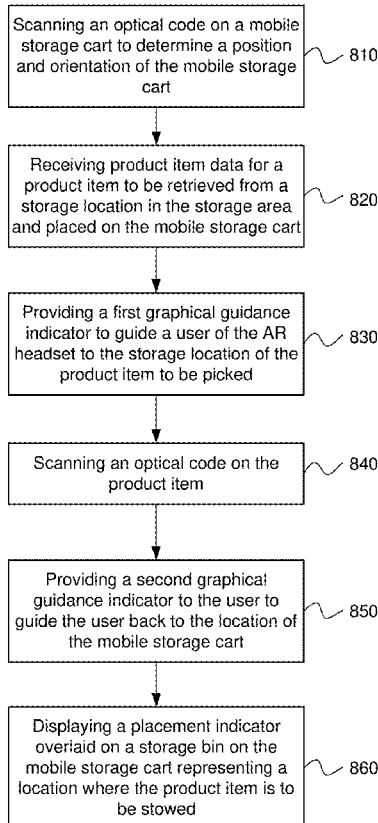 Scanning an optical code on a mobile
storage cart to determine a position
and orientation of the mobile storage
cart
810
Receiving product item data for a
product item to be retrieved from a
storage location in the storage area
and placed on the mobile storage cart
820
Providing a first graphical guidance
indicator to guide a user of the AR
headset to the storage location of the
product item to be picked
830
Scanning an optical code on the
product item
840
Providing a second graphical
guidance indicator to the user to
guide the user back to the location of
the mobile storage cart
850
Displaying a placement indicator
overlaid on a storage bin on the
mobile storage cart representing a
location where the product item is to
be stowed
860